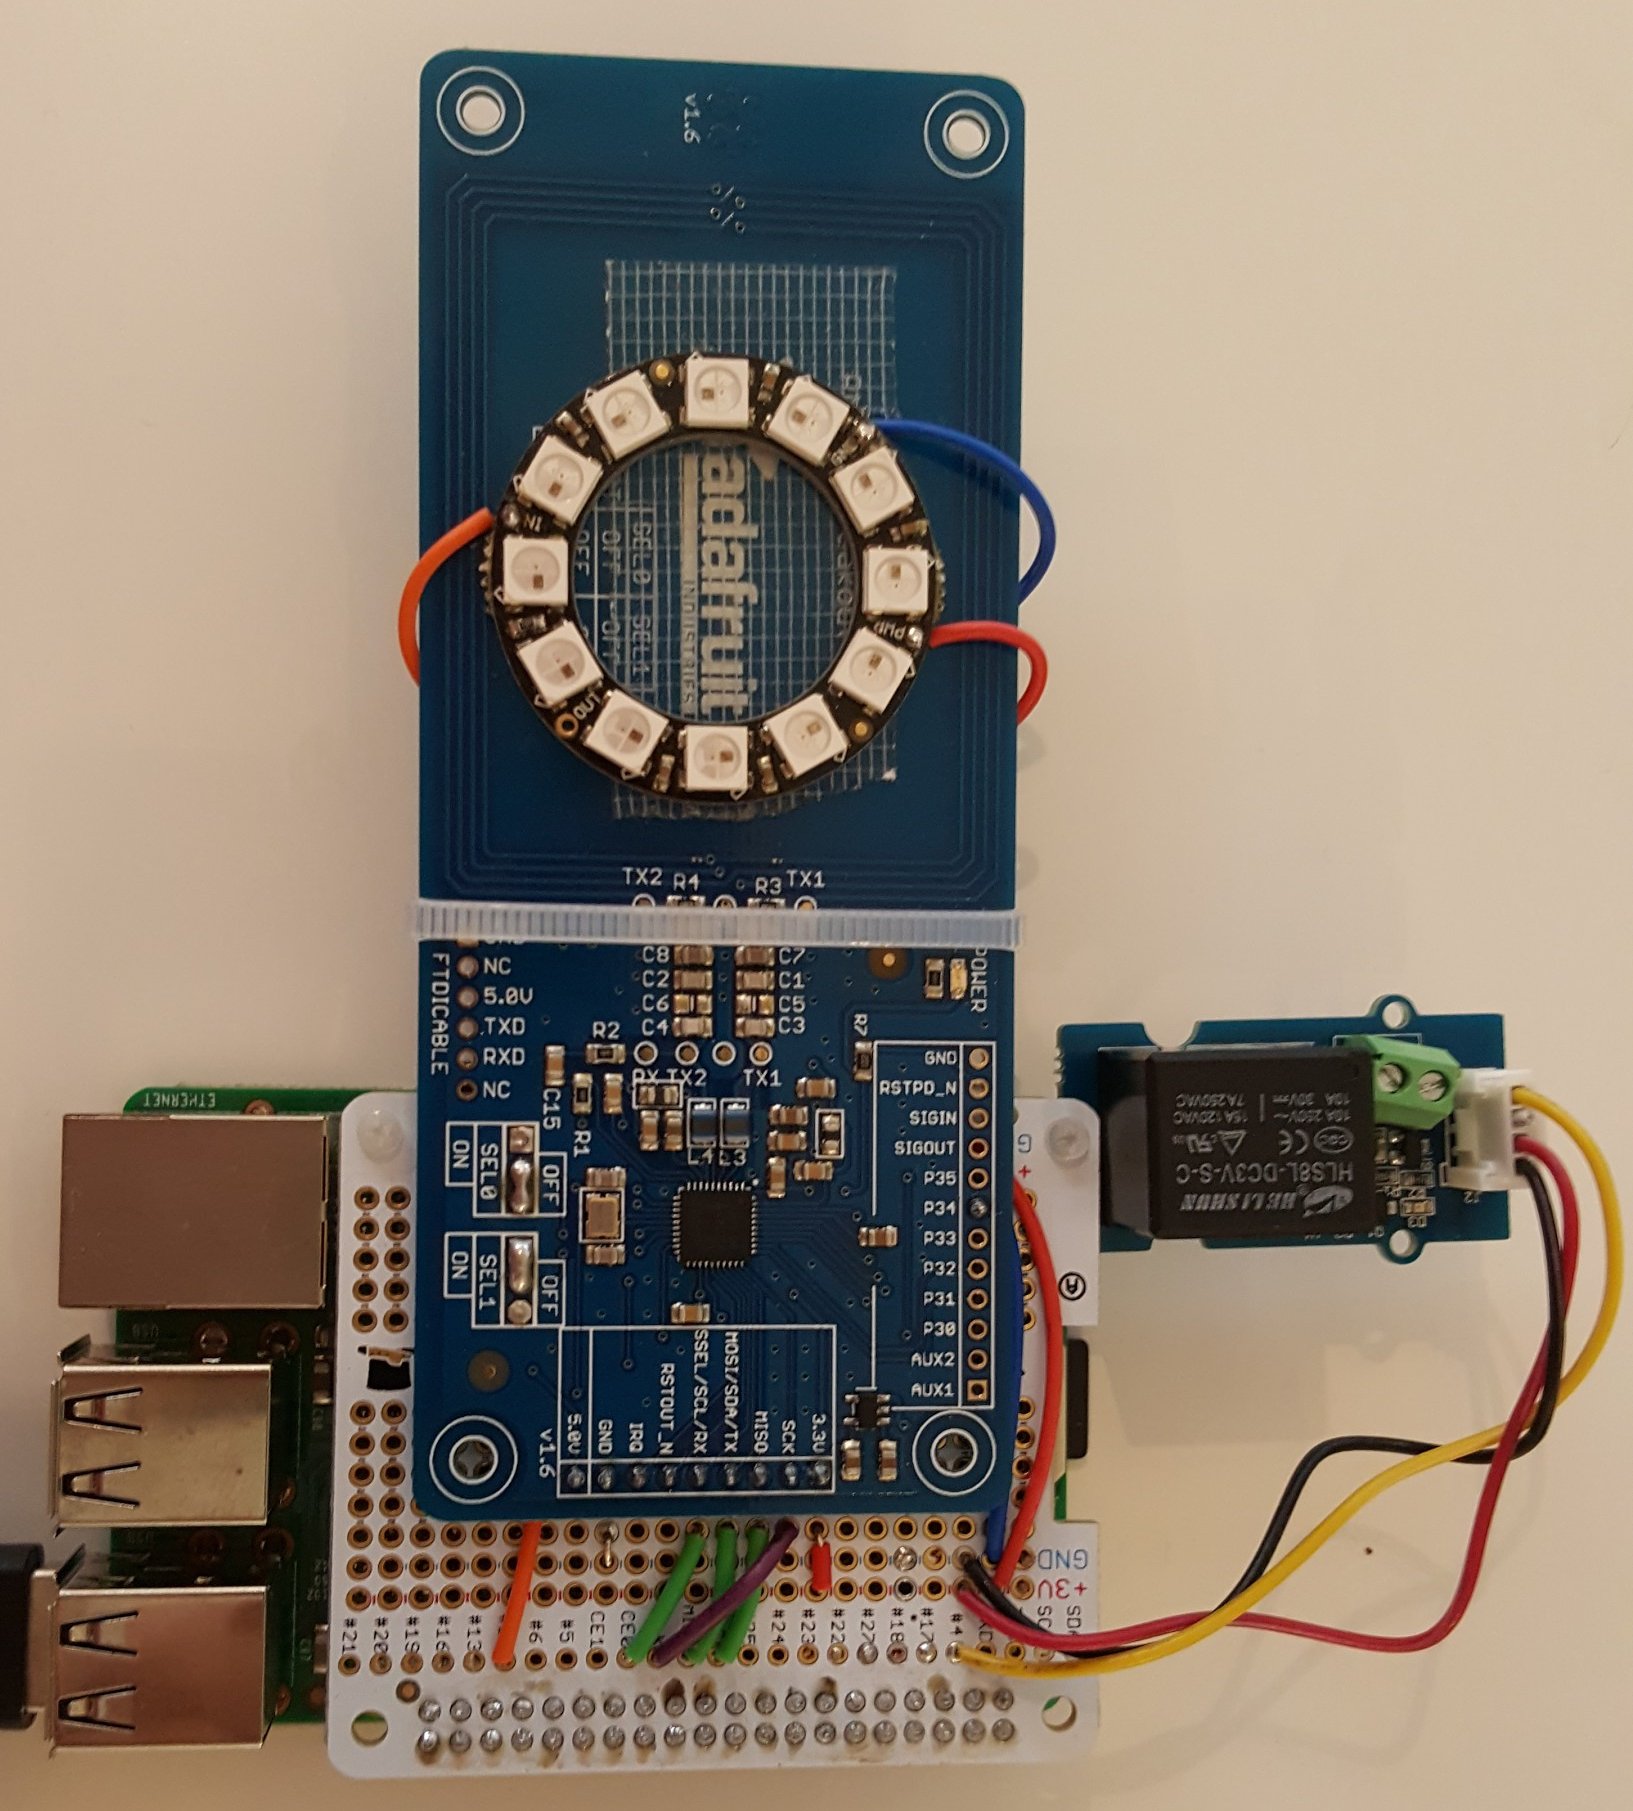 v1.6
IN
PWR
OUT
SEL0 SEL1
OFF OFF
OFF
adafruit
INDUSTRIES
TX2
R4
R3
TX1
FTDICABLE
NC
5.0V
TXD
RXD
NC
C8
C7
C2
C1
C6
C5
C4
C3
POWER
R2
R7
RX
TX2
TX1
C15
R1
L4
L3
SEL0
ON
OFF
SEL1
ON
OFF
GND
RSTPD_N
SIGIN
SIGOUT
P35
P34
P33
P32
P31
P30
AUX2
AUX1
v1.6
5.0V
GND
IRQ
RSTOUT_N
SSEL/SCL/RX
MOSI/SDA/TX
MISO
SCK
3.3V
ETHERNET
USB
G
+
GND
+3V
#21
#20
#19
#16
#13
#6
#5
CE1
CE0
#24
#23
#22
#27
#18
#17
#4
SDA
HELISHUN
HLS8L-DC3V-S-C
CQC
15A 120VAC
10A 250V~
7A 250VAC
10A 30V